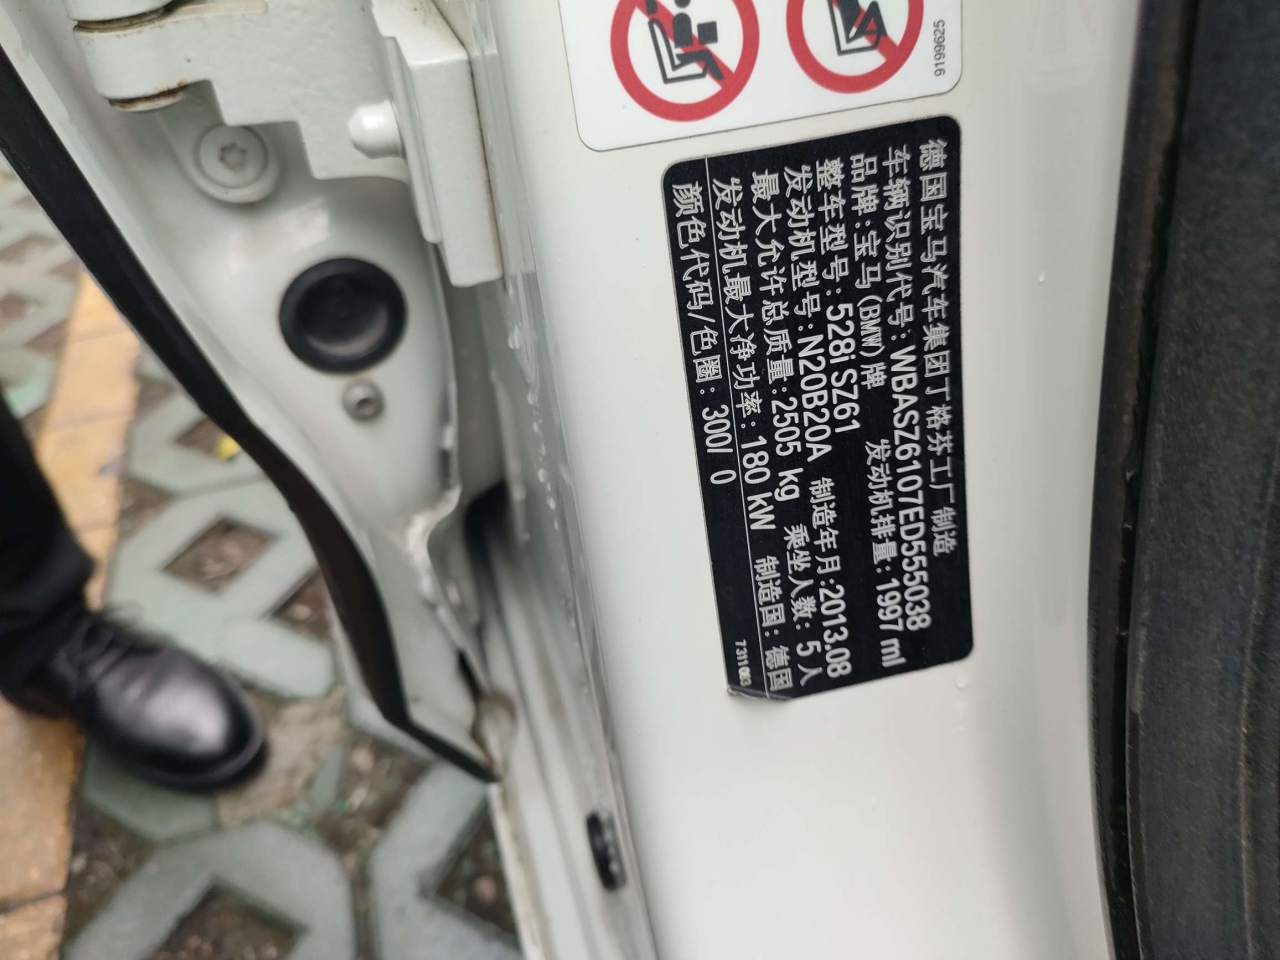 9199625
德国宝马汽车集团丁格芬工厂制造
车辆识别代号: WBASZ6107ED555038
品牌:宝马(BMW)牌 发动机排量: 1997 ml
整车型号: 528i SZ61
发动机型号: N20B20A 制造年月:2013.08
最大允许总质量:2505 kg 乘坐人数: 5 人
发动机最大净功率: 180 kW 制造国: 德国
颜色代码/色圈: 300/ 0
7311083